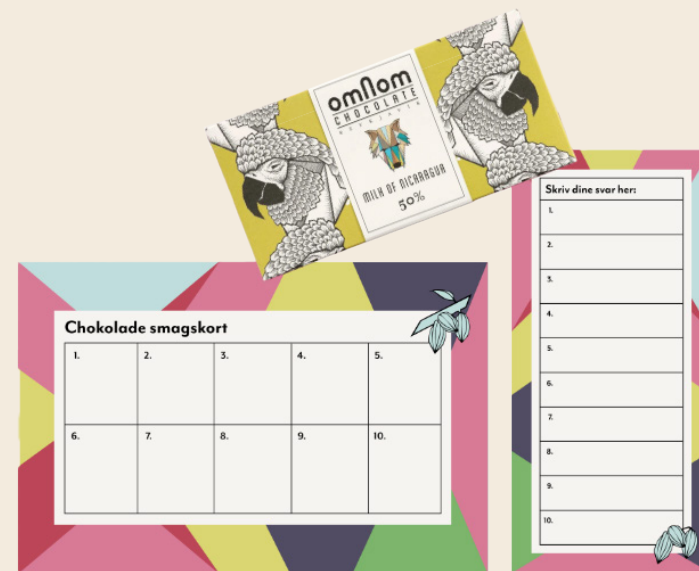 omnom
CHOCOLATE
REYKJAVÍK
MILK OF NICARAGUA
50%
Skriv dine svar her:
1.
2.
3.
4.
5.
6.
7.
8.
9.
10.
Chokolade smagskort
1. 2. 3. 4. 5.
6. 7. 8. 9. 10.